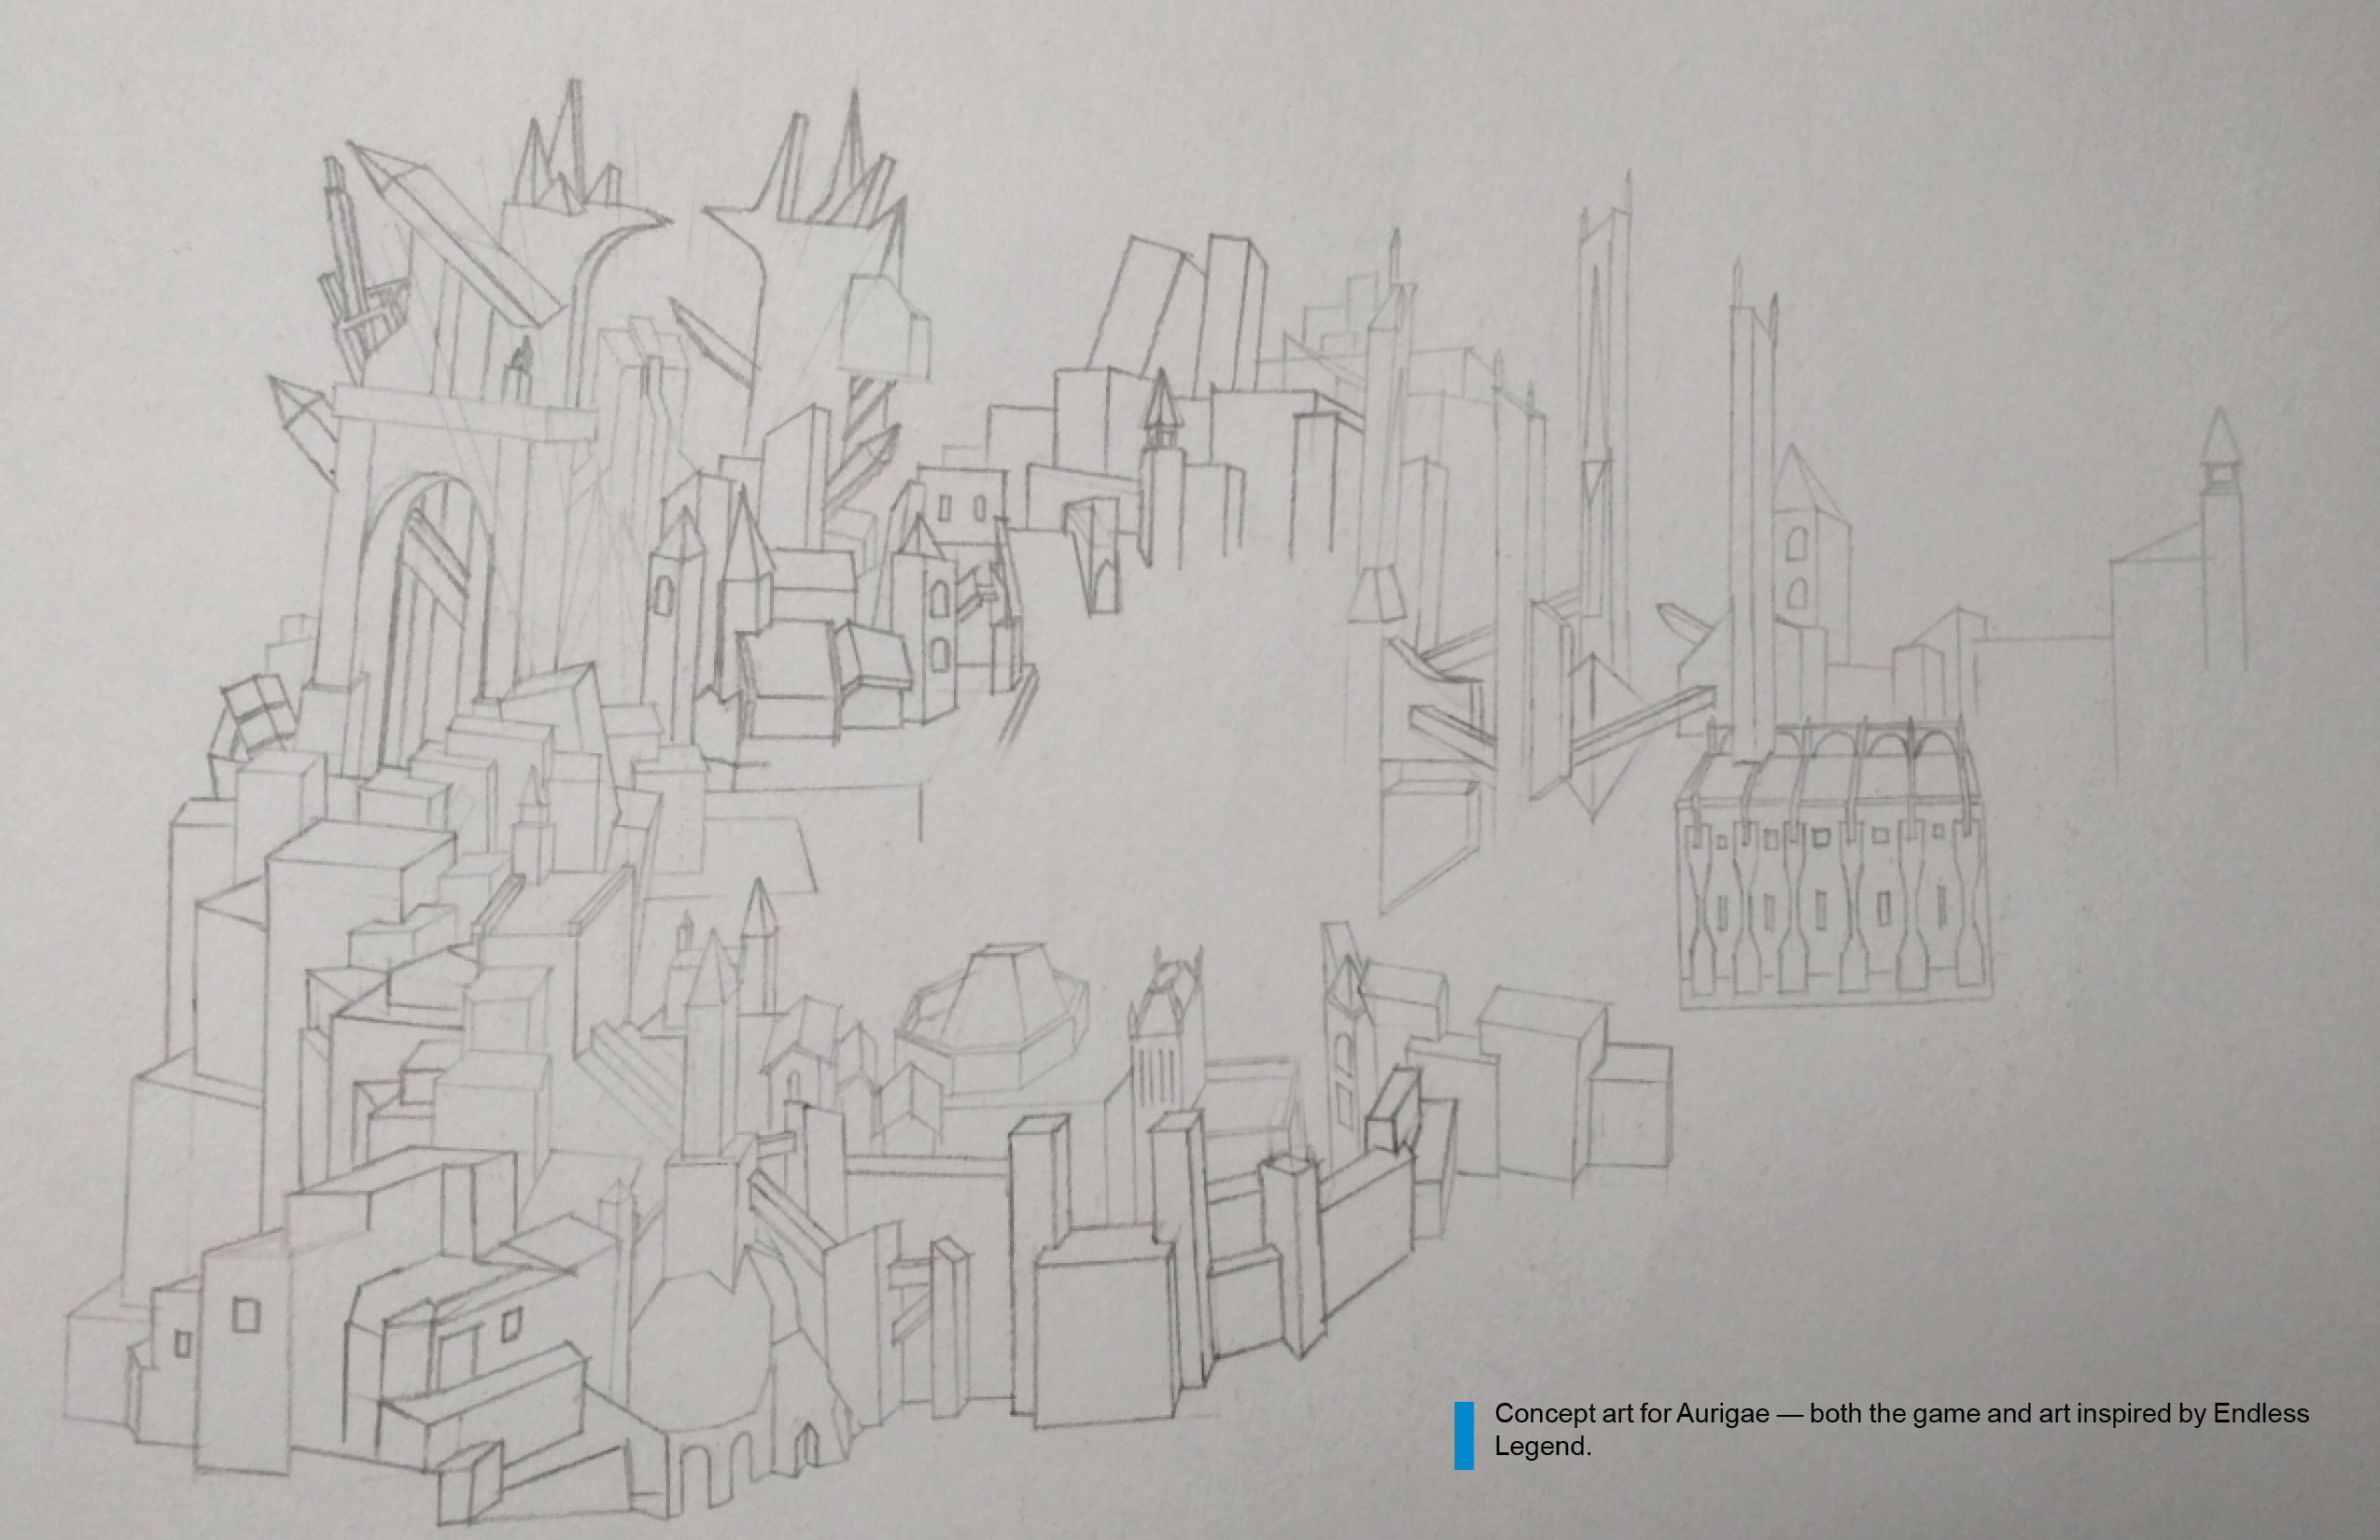 Concept art for Aurigae — both the game and art inspired by Endless
Legend.